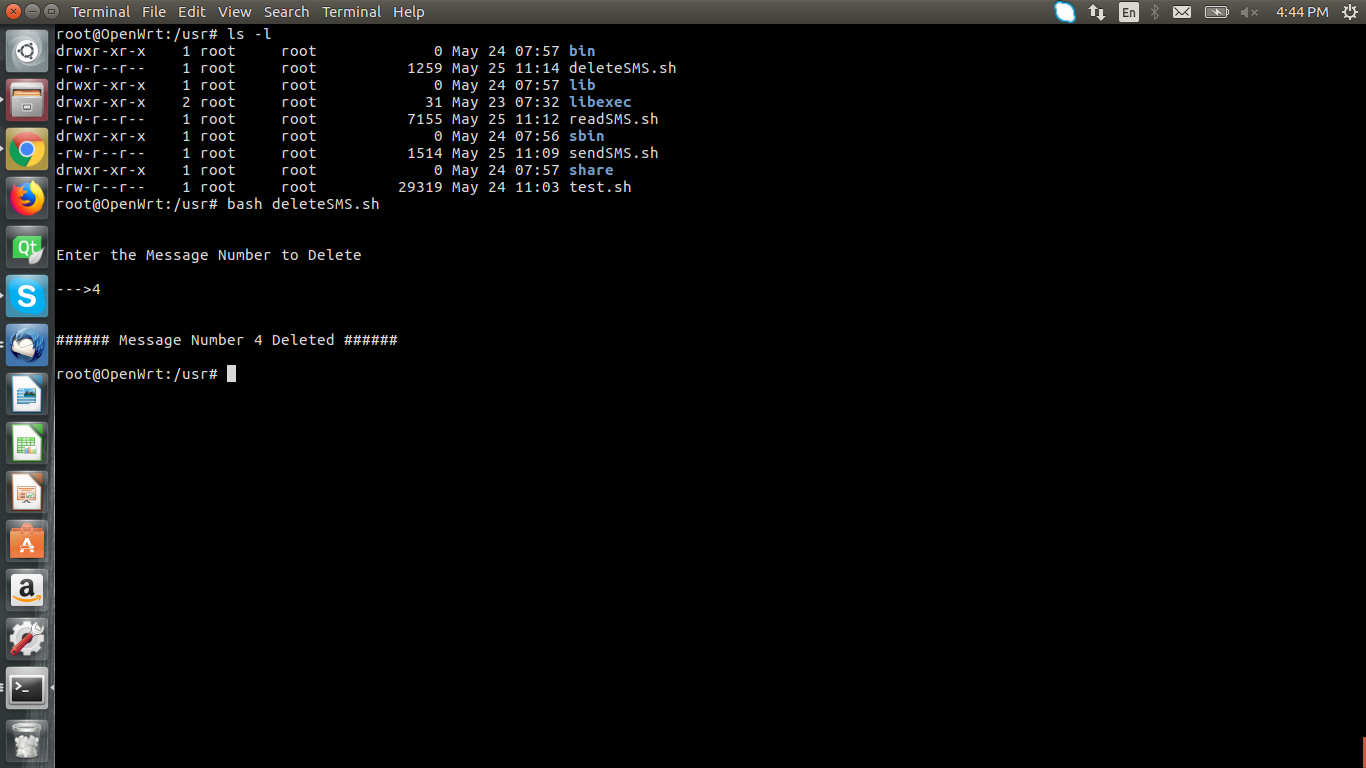 Terminal File Edit View Search Terminal Help En 4:44 PM
root@OpenWrt:/usr# ls -l
drwxr-xr-x    1 root     root             0 May 24 07:57 bin
-rw-r--r--    1 root     root          1259 May 25 11:14 deleteSMS.sh
drwxr-xr-x    1 root     root             0 May 24 07:57 lib
drwxr-xr-x    2 root     root            31 May 23 07:32 libexec
-rw-r--r--    1 root     root          7155 May 25 11:12 readSMS.sh
drwxr-xr-x    1 root     root             0 May 24 07:56 sbin
-rw-r--r--    1 root     root          1514 May 25 11:09 sendSMS.sh
drwxr-xr-x    1 root     root             0 May 24 07:57 share
-rw-r--r--    1 root     root         29319 May 24 11:03 test.sh
root@OpenWrt:/usr# bash deleteSMS.sh
Enter the Message Number to Delete
--->4
###### Message Number 4 Deleted ######
root@OpenWrt:/usr#
Qt
S
A
a
>_